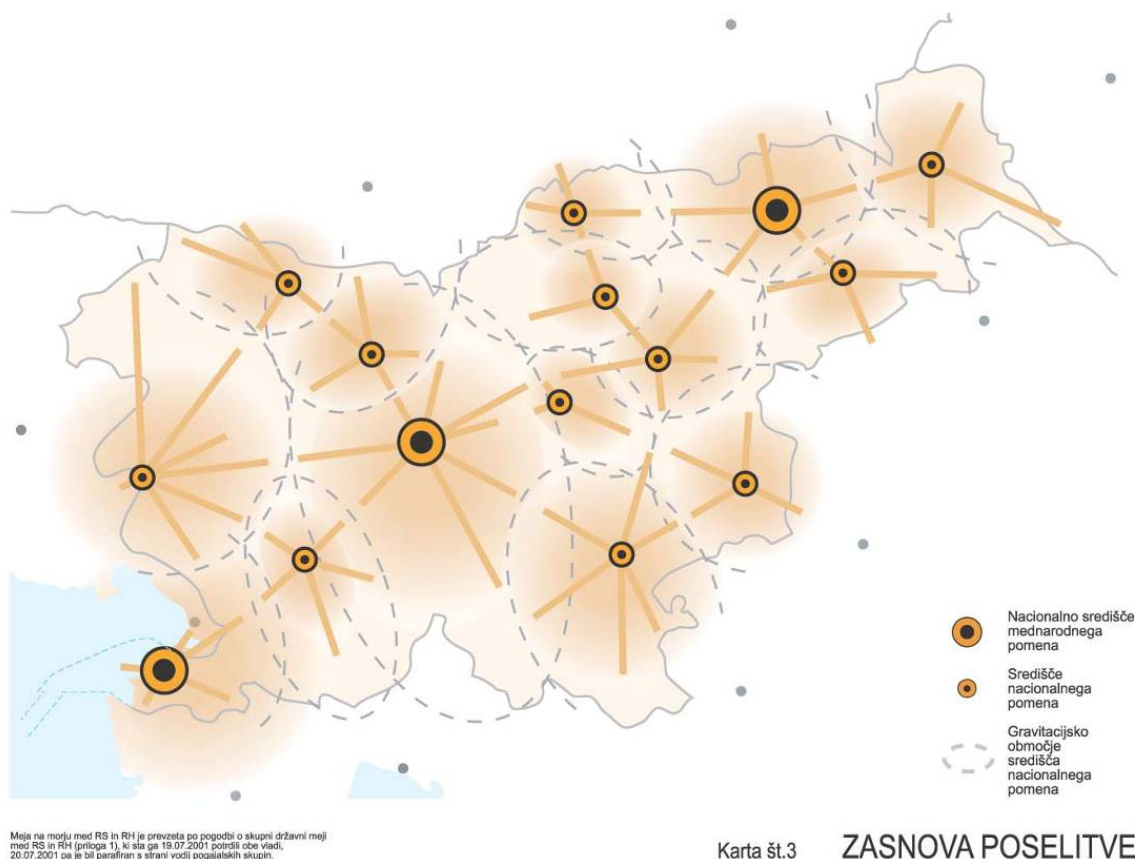 Nacionalno središče
mednarodnega
pomena
Središče
nacionalnega
pomena
Gravitacijsko
območje
središča
nacionalnega
pomena
Meja na morju med RS in RH je prevzeta po pogodbi o skupni državni meji
med RS in RH (priloga 1), ki sta ga 19.07.2001 potrdili obe vladi,
20.07.2001 pa je bil parafiran s strani vodij pogajalskih skupin.
Karta št.3 ZASNOVA POSELITVE